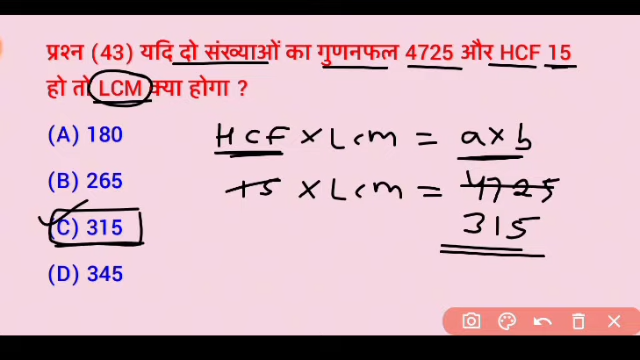 प्रश्न (43) यदि दो संख्याओं का गुणनफल 4725 और HCF 15
हो तो LCM क्या होगा ?
(A) 180
(B) 265
(C) 315
(D) 345
HCF × Lcm = a × b
15 × Lcm = 4725
315